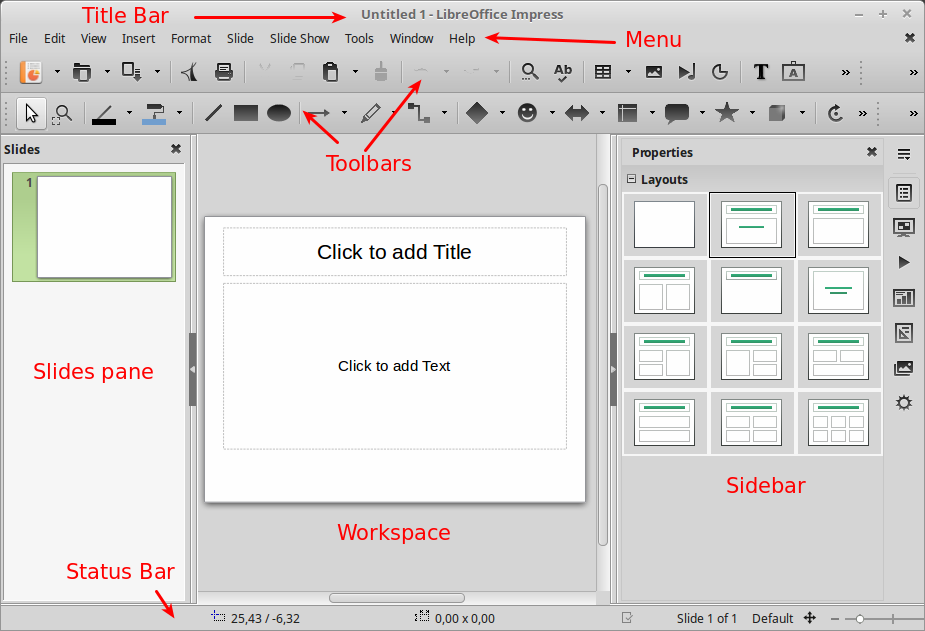 Title Bar
Untitled 1 - LibreOffice Impress
File Edit View Insert Format Slide Slide Show Tools Window Help
Menu
Ab
T A
Toolbars
Slides
Properties
Layouts
1
Click to add Title
Click to add Text
Slides pane
Sidebar
Workspace
Status Bar
25,43 / -6,32 0,00 x 0,00 Slide 1 of 1 Default